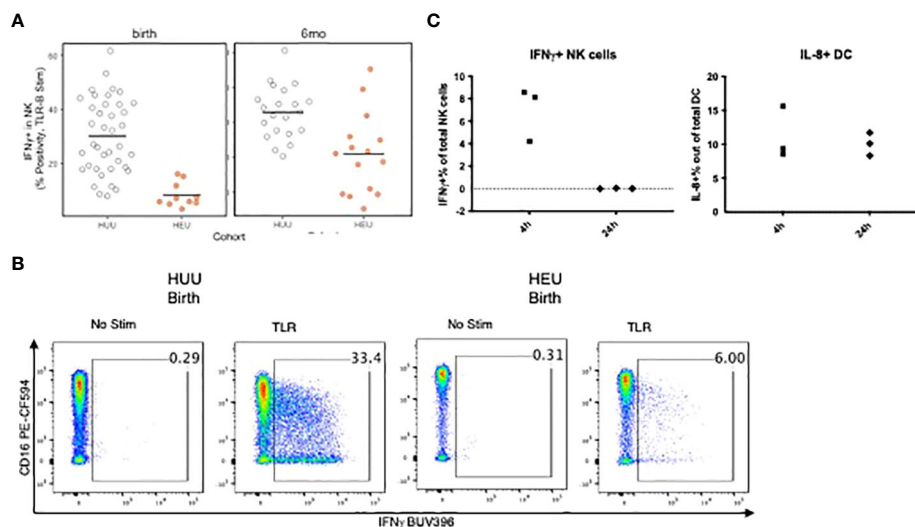 A
birth
6mo
IFNγ+ in NK
(% Positivity, TLR-B Stim)
60
40
20
HUU
HEU
HUU
HEU
Cohort
C
IFNγ+ NK cells
IFNγ+% of total NK cells
10
8
6
4
2
0
-2
4h
24h
IL-8+ DC
IL-8+% out of total DC
20
15
10
5
0
4h
24h
B
HUU
Birth
HEU
Birth
No Stim
TLR
No Stim
TLR
0.29
33.4
0.31
6.00
CD16 PE-CF594
IFNγ BUV396